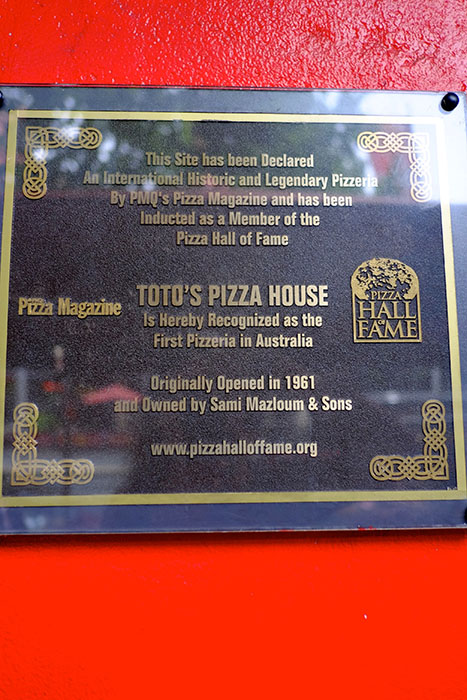 This Site has been Declared
An International Historic and Legendary Pizzeria
By PMQ's Pizza Magazine and has been
Inducted as a Member of the
Pizza Hall of Fame
Pizza Magazine
TOTO'S PIZZA HOUSE
Is Hereby Recognized as the
First Pizzeria in Australia
PIZZA
HALL
OF
FAME
Originally Opened in 1961
and Owned by Sami Mazloum & Sons
www.pizzahalloffame.org